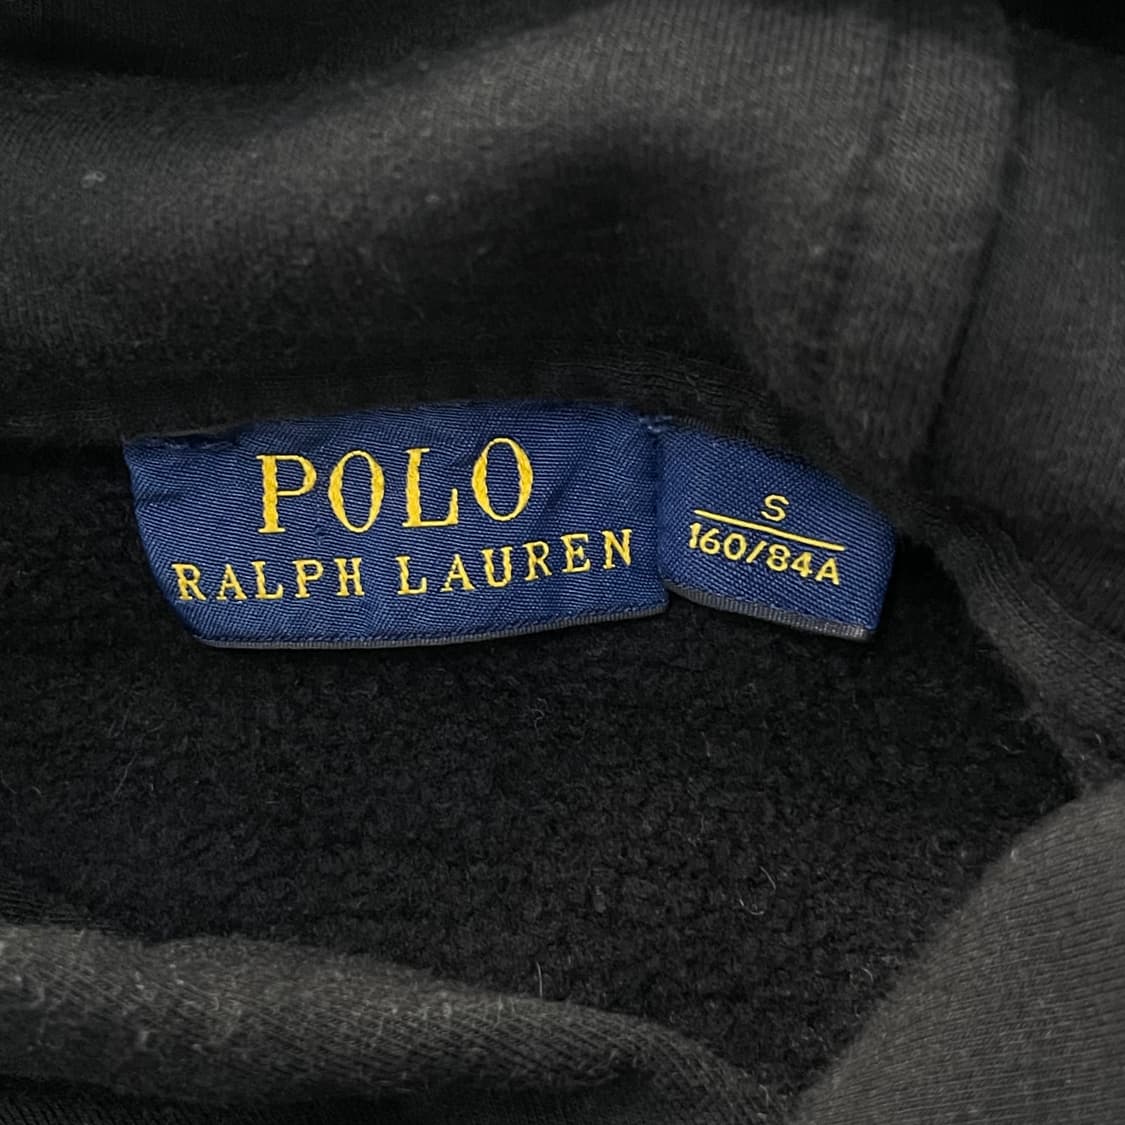 POLO
RALPH LAUREN
S
160/84A